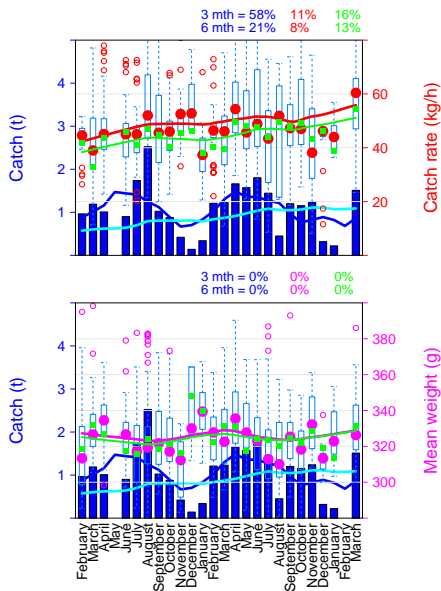 3 mth = 58% 11% 16%
6 mth = 21% 8% 13%
5
4
3
2
1
Catch (t)
60
40
20
Catch rate (kg/h)
3 mth = 0% 0% 0%
6 mth = 0% 0% 0%
4
3
2
1
Catch (t)
380
360
340
320
300
Mean weight (g)
February
March
April
May
June
July
August
September
October
November
December
January
February
March
April
May
June
July
August
September
October
November
December
January
February
March